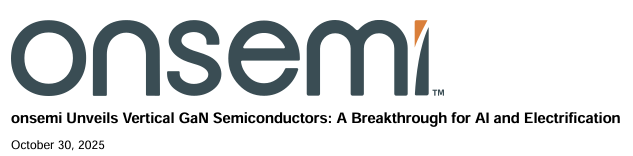 onsemi™
onsemi Unveils Vertical GaN Semiconductors: A Breakthrough for AI and Electrification
October 30, 2025